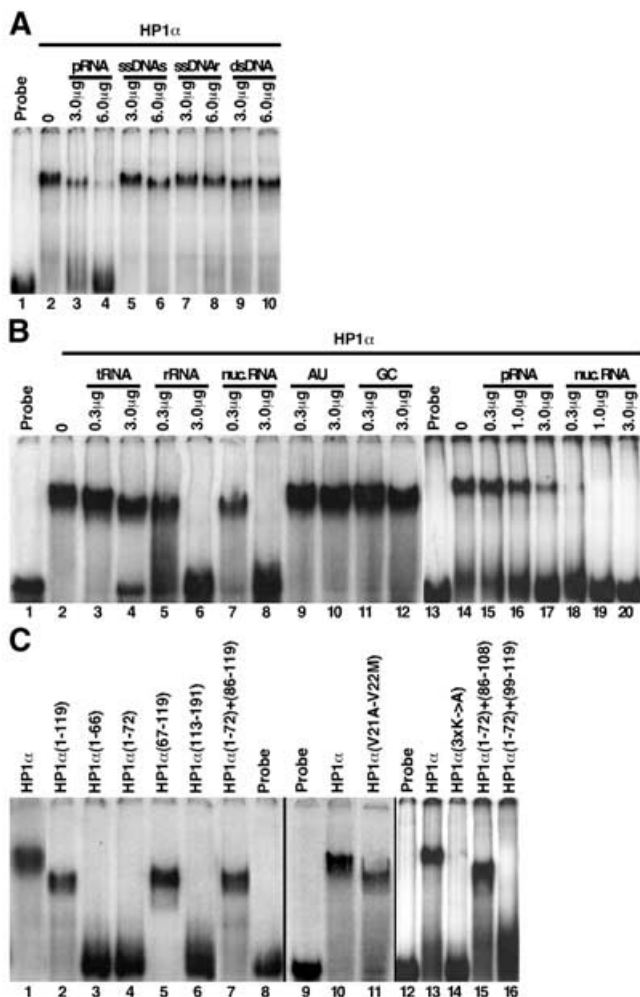 A
HP1α
pRNA ssDNAs ssDNAr dsDNA
Probe 0 3.0µg 6.0µg 3.0µg 6.0µg 3.0µg 6.0µg 3.0µg 6.0µg
1 2 3 4 5 6 7 8 9 10
B
HP1α
tRNA rRNA nuc.RNA AU GC pRNA nuc.RNA
Probe 0 0.3µg 3.0µg 0.3µg 3.0µg 0.3µg 3.0µg 0.3µg 3.0µg 0.3µg 3.0µg Probe 0 0.3µg 1.0µg 3.0µg 0.3µg 1.0µg 3.0µg
1 2 3 4 5 6 7 8 9 10 11 12 13 14 15 16 17 18 19 20
C
HP1α HP1α(1-119) HP1α(1-66) HP1α(1-72) HP1α(67-119) HP1α(113-191) HP1α(1-72)+(86-119) Probe Probe HP1α HP1α(V21A-V22M) Probe HP1α HP1α(3xK->A) HP1α(1-72)+(86-108) HP1α(1-72)+(99-119)
1 2 3 4 5 6 7 8 9 10 11 12 13 14 15 16